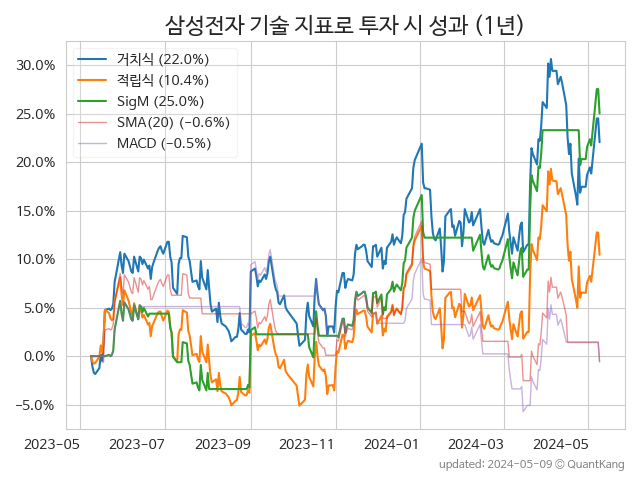 삼성전자 기술 지표로 투자 시 성과 (1년)
거치식 (22.0%)
적립식 (10.4%)
SigM (25.0%)
SMA(20) (−0.6%)
MACD (−0.5%)
30.0%
25.0%
20.0%
15.0%
10.0%
5.0%
0.0%
−5.0%
2023-05 2023-07 2023-09 2023-11 2024-01 2024-03 2024-05
updated: 2024-05-09 ⓒ QuantKang